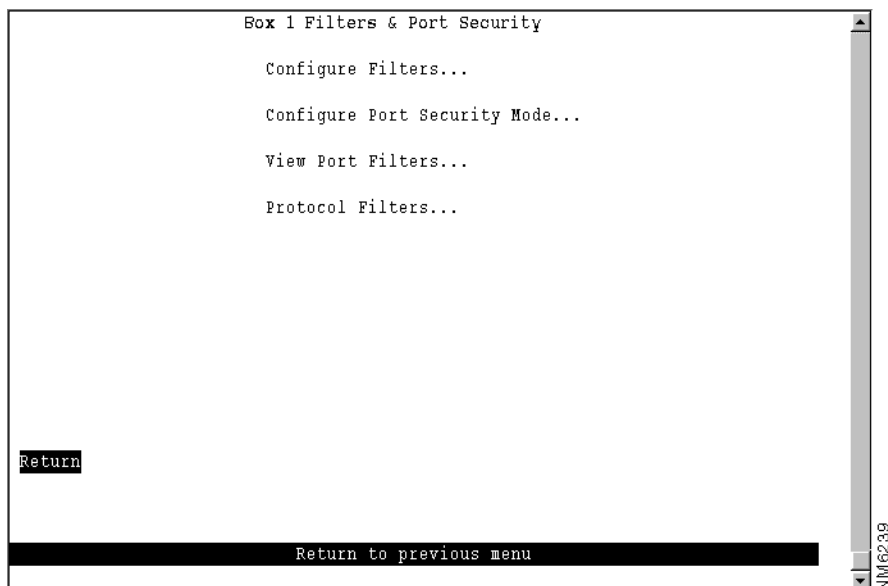 Box 1 Filters & Port Security
Configure Filters...
Configure Port Security Mode...
View Port Filters...
Protocol Filters...
Return
Return to previous menu
NM6239